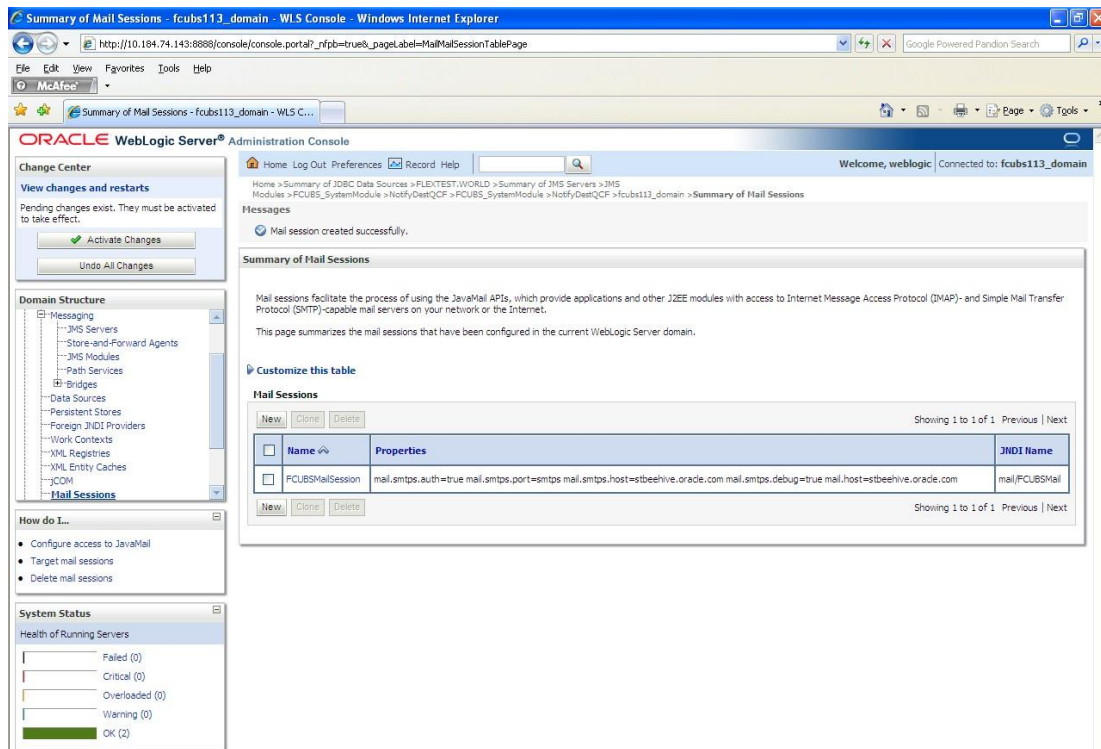 Summary of Mail Sessions - fcubs113_domain - WLS Console - Windows Internet Explorer
http://10.184.74.143:8888/console/console.portal?_nfpb=true&_pageLabel=MailMailSessionTablePage
Google Powered Pandion Search
File Edit View Favorites Tools Help
McAfee
Summary of Mail Sessions - fcubs113_domain - WLS C...
Page Tools
ORACLE WebLogic Server® Administration Console
Change Center
View changes and restarts
Pending changes exist. They must be activated
to take effect.
Activate Changes
Undo All Changes
Domain Structure
Messaging
JMS Servers
Store-and-Forward Agents
JMS Modules
Path Services
Bridges
Data Sources
Persistent Stores
Foreign JNDI Providers
Work Contexts
XML Registries
XML Entity Caches
jCOM
Mail Sessions
How do I...
Configure access to JavaMail
Target mail sessions
Delete mail sessions
System Status
Health of Running Servers
Failed (0)
Critical (0)
Overloaded (0)
Warning (0)
OK (2)
Home Log Out Preferences Record Help
Welcome, weblogic Connected to: fcubs113_domain
Home >Summary of JDBC Data Sources >FLEXTEST.WORLD >Summary of JMS Servers >JMS
Modules >FCUBS_SystemModule >NotifyDestQCF >FCUBS_SystemModule >NotifyDestQCF >fcubs113_domain >Summary of Mail Sessions
Messages
Mail session created successfully.
Summary of Mail Sessions
Mail sessions facilitate the process of using the JavaMail APIs, which provide applications and other J2EE modules with access to Internet Message Access Protocol (IMAP)- and Simple Mail Transfer
Protocol (SMTP)-capable mail servers on your network or the Internet.
This page summarizes the mail sessions that have been configured in the current WebLogic Server domain.
Customize this table
Mail Sessions
New Clone Delete
Showing 1 to 1 of 1 Previous | Next
Name Properties JNDI Name
FCUBSMailSession mail.smtps.auth=true mail.smtps.port=smtps mail.smtps.host=stbeehive.oracle.com mail.smtps.debug=true mail.host=stbeehive.oracle.com mail/FCUBSMail
New Clone Delete
Showing 1 to 1 of 1 Previous | Next